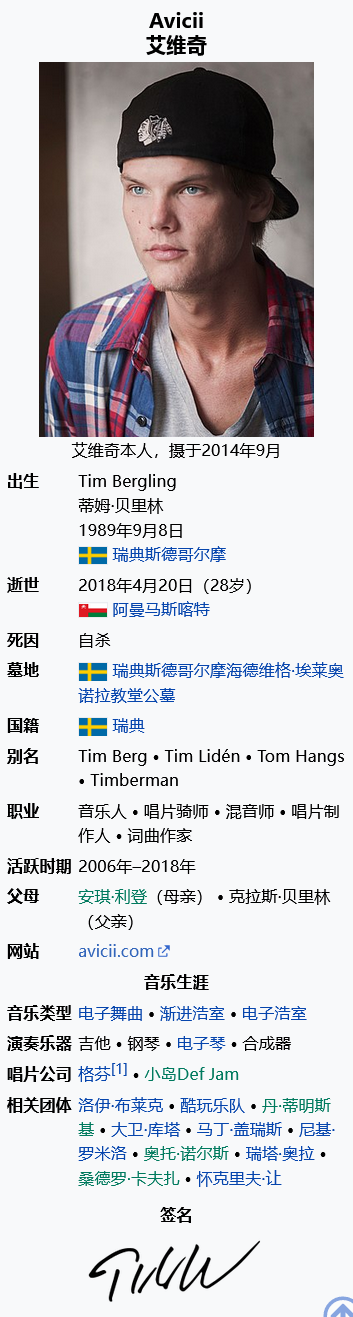 Avicii
艾维奇
艾维奇本人，摄于2014年9月
出生 Tim Bergling
蒂姆·贝里林
1989年9月8日
瑞典斯德哥尔摩
逝世 2018年4月20日（28岁）
阿曼马斯喀特
死因 自杀
墓地 瑞典斯德哥尔摩海德维格·埃莱奥
诺拉教堂公墓
国籍 瑞典
别名 Tim Berg • Tim Lidén • Tom Hangs
• Timberman
职业 音乐人 • 唱片骑师 • 混音师 • 唱片制
作人 • 词曲作家
活跃时期 2006年–2018年
父母 安琪·利登（母亲） • 克拉斯·贝里林
（父亲）
网站 avicii.com
音乐生涯
音乐类型 电子舞曲 • 渐进浩室 • 电子浩室
演奏乐器 吉他 • 钢琴 • 电子琴 • 合成器
唱片公司 格芬[1] • 小岛Def Jam
相关团体 洛伊·布莱克 • 酷玩乐队 • 丹·蒂明斯
基 • 大卫·库塔 • 马丁·盖瑞斯 • 尼基·
罗米洛 • 奥托·诺尔斯 • 瑞塔·奥拉 •
桑德罗·卡夫扎 • 怀克里夫·让
签名